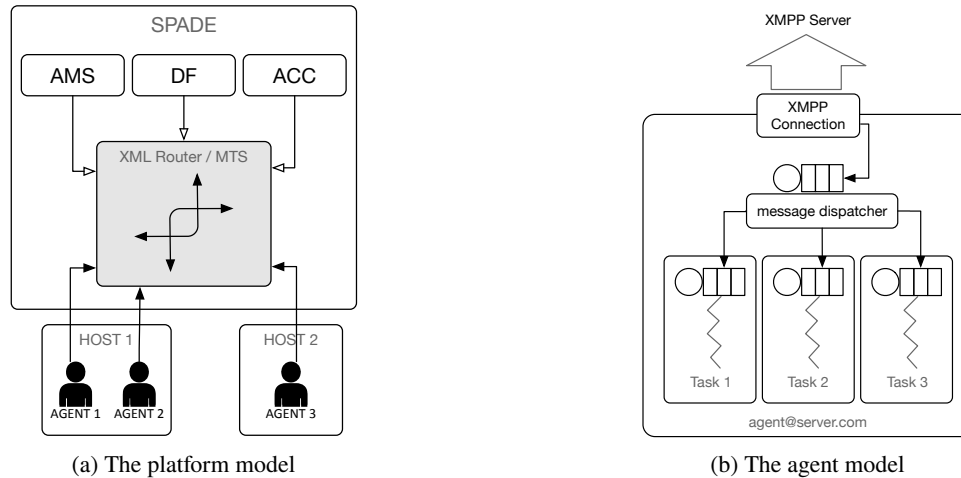 SPADE
AMS
DF
ACC
XML Router / MTS
HOST 1
HOST 2
AGENT 1
AGENT 2
AGENT 3
(a) The platform model
XMPP Server
XMPP
Connection
message dispatcher
Task 1
Task 2
Task 3
agent@server.com
(b) The agent model